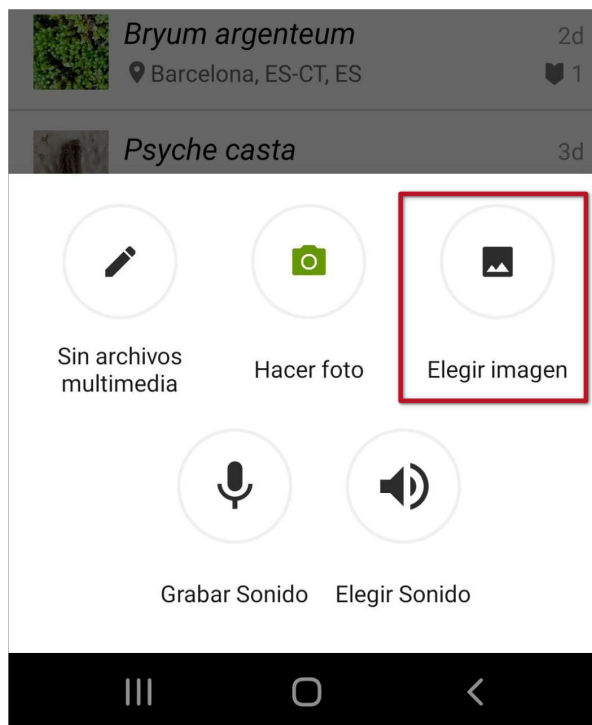 Bryum argenteum 2d
Barcelona, ES-CT, ES 1
Psyche casta 3d
Sin archivos
multimedia
Hacer foto
Elegir imagen
Grabar Sonido
Elegir Sonido